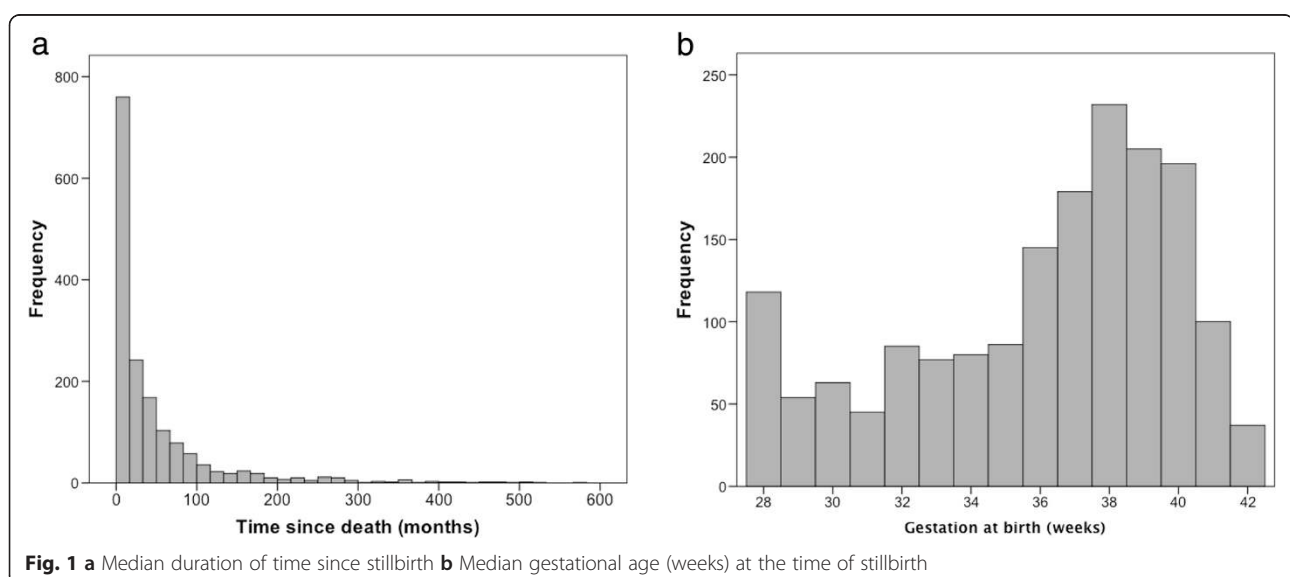 a
800
600
400
200
0
Frequency
0 100 200 300 400 500 600
Time since death (months)
b
250
200
150
100
50
0
Frequency
28 30 32 34 36 38 40 42
Gestation at birth (weeks)
Fig. 1 a Median duration of time since stillbirth b Median gestational age (weeks) at the time of stillbirth